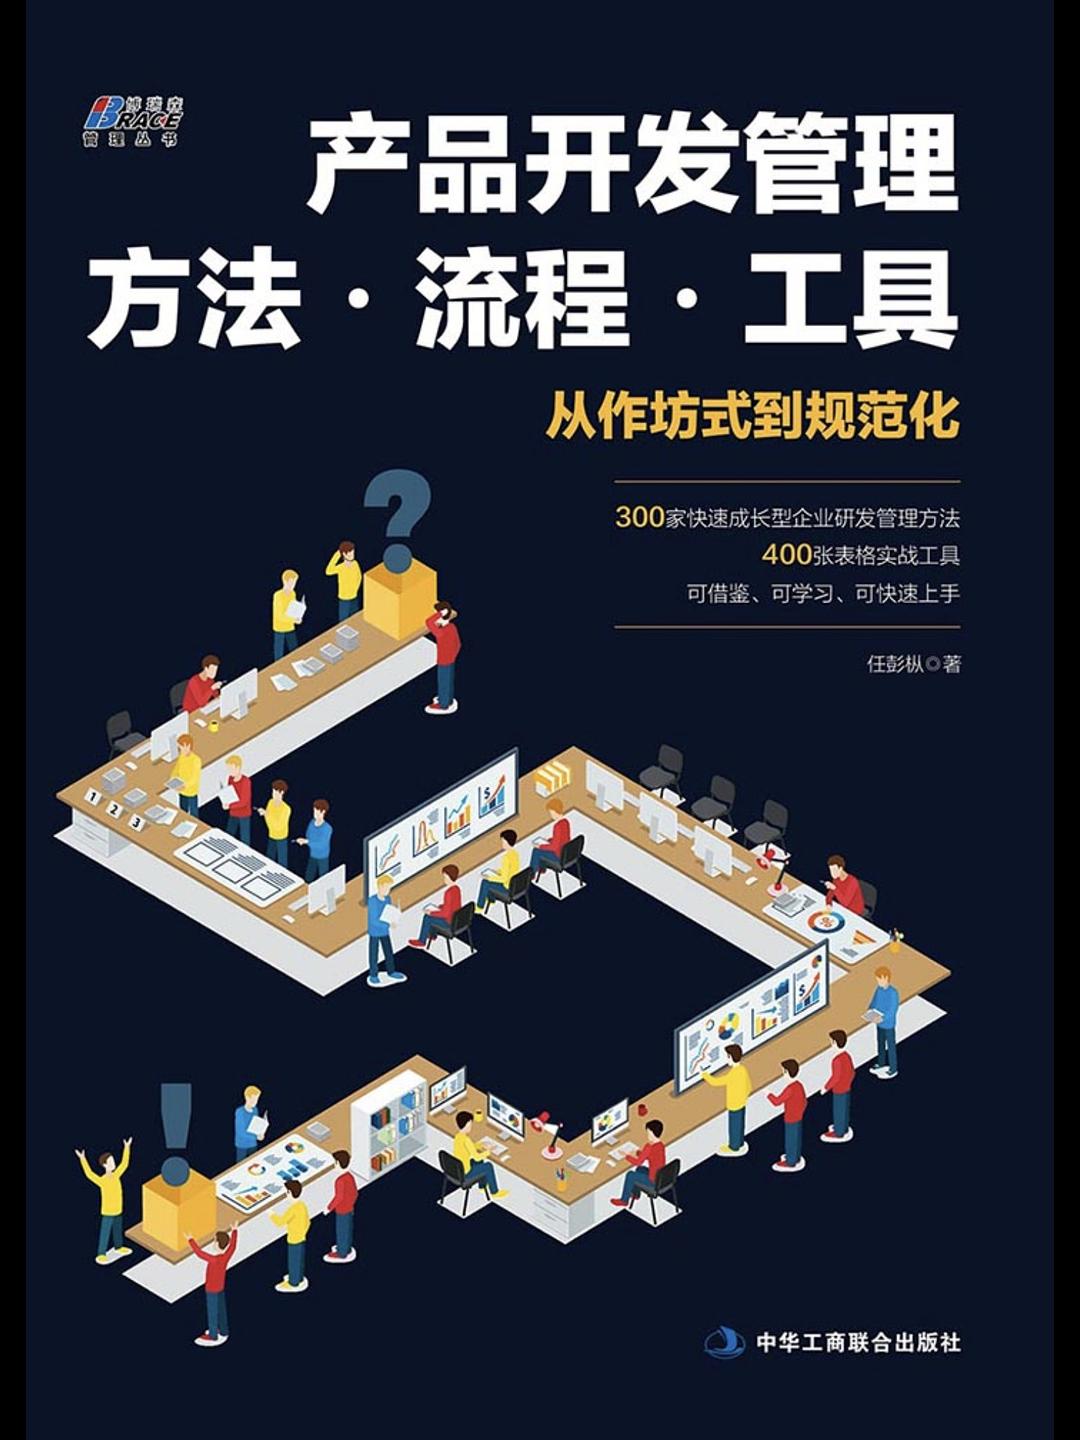 博瑞森
BRACE
管理丛书
产品开发管理
方法·流程·工具
从作坊式到规范化
300家快速成长型企业研发管理方法
400张表格实战工具
可借鉴、可学习、可快速上手
任彭枞◎著
?
1
2
3
$
$
!
中华工商联合出版社